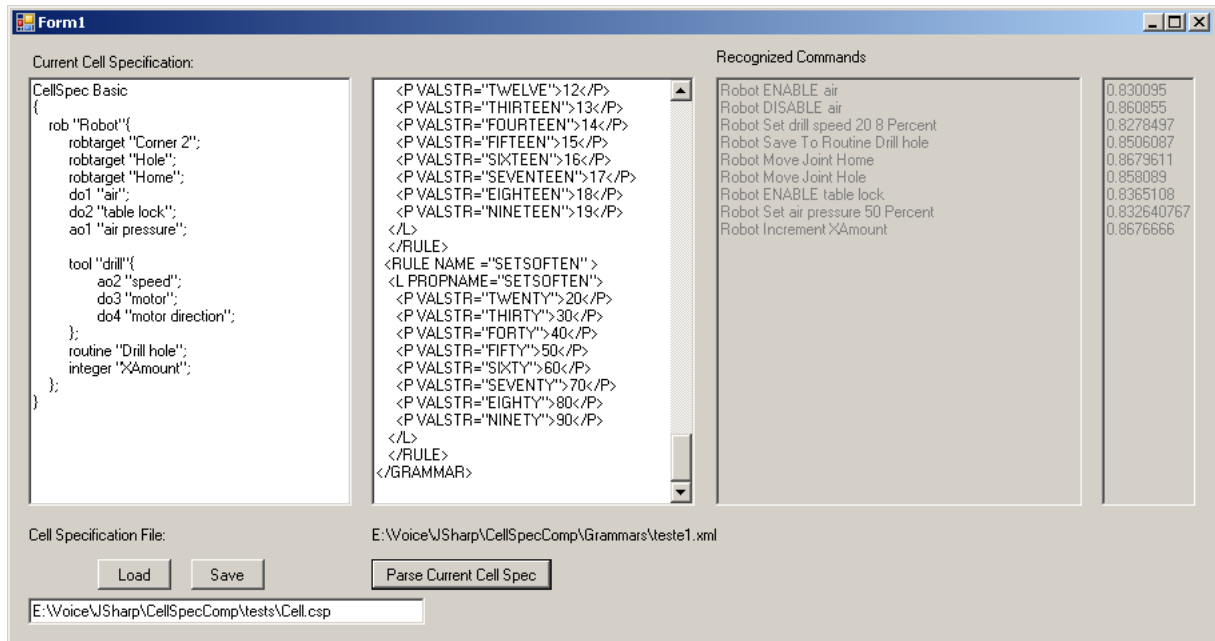 Form1
Current Cell Specification:
CellSpec Basic
{
rob "Robot"{
robtarget "Corner 2";
robtarget "Hole";
robtarget "Home";
do1 "air";
do2 "table lock";
ao1 "air pressure";
tool "drill"{
ao2 "speed";
do3 "motor";
do4 "motor direction";
};
routine "Drill hole";
integer "XAmount";
};
}
<P VALSTR="TWELVE">12</P>
<P VALSTR="THIRTEEN">13</P>
<P VALSTR="FOURTEEN">14</P>
<P VALSTR="FIFTEEN">15</P>
<P VALSTR="SIXTEEN">16</P>
<P VALSTR="SEVENTEEN">17</P>
<P VALSTR="EIGHTEEN">18</P>
<P VALSTR="NINETEEN">19</P>
</L>
</RULE>
<RULE NAME ="SETSOFTEN" >
<L PROPNAME="SETSOFTEN">
<P VALSTR="TWENTY">20</P>
<P VALSTR="THIRTY">30</P>
<P VALSTR="FORTY">40</P>
<P VALSTR="FIFTY">50</P>
<P VALSTR="SIXTY">60</P>
<P VALSTR="SEVENTY">70</P>
<P VALSTR="EIGHTY">80</P>
<P VALSTR="NINETY">90</P>
</L>
</RULE>
</GRAMMAR>
Recognized Commands
Robot ENABLE air 0.830095
Robot DISABLE air 0.860855
Robot Set drill speed 20 8 Percent 0.8278497
Robot Save To Routine Drill hole 0.8506087
Robot Move Joint Home 0.8679611
Robot Move Joint Hole 0.858089
Robot ENABLE table lock 0.8365108
Robot Set air pressure 50 Percent 0.832640767
Robot Increment XAmount 0.8676666
Cell Specification File:
E:\Voice\JSharp\CellSpecComp\Grammars\teste1.xml
Load Save Parse Current Cell Spec
E:\Voice\JSharp\CellSpecComp\tests\Cell.csp